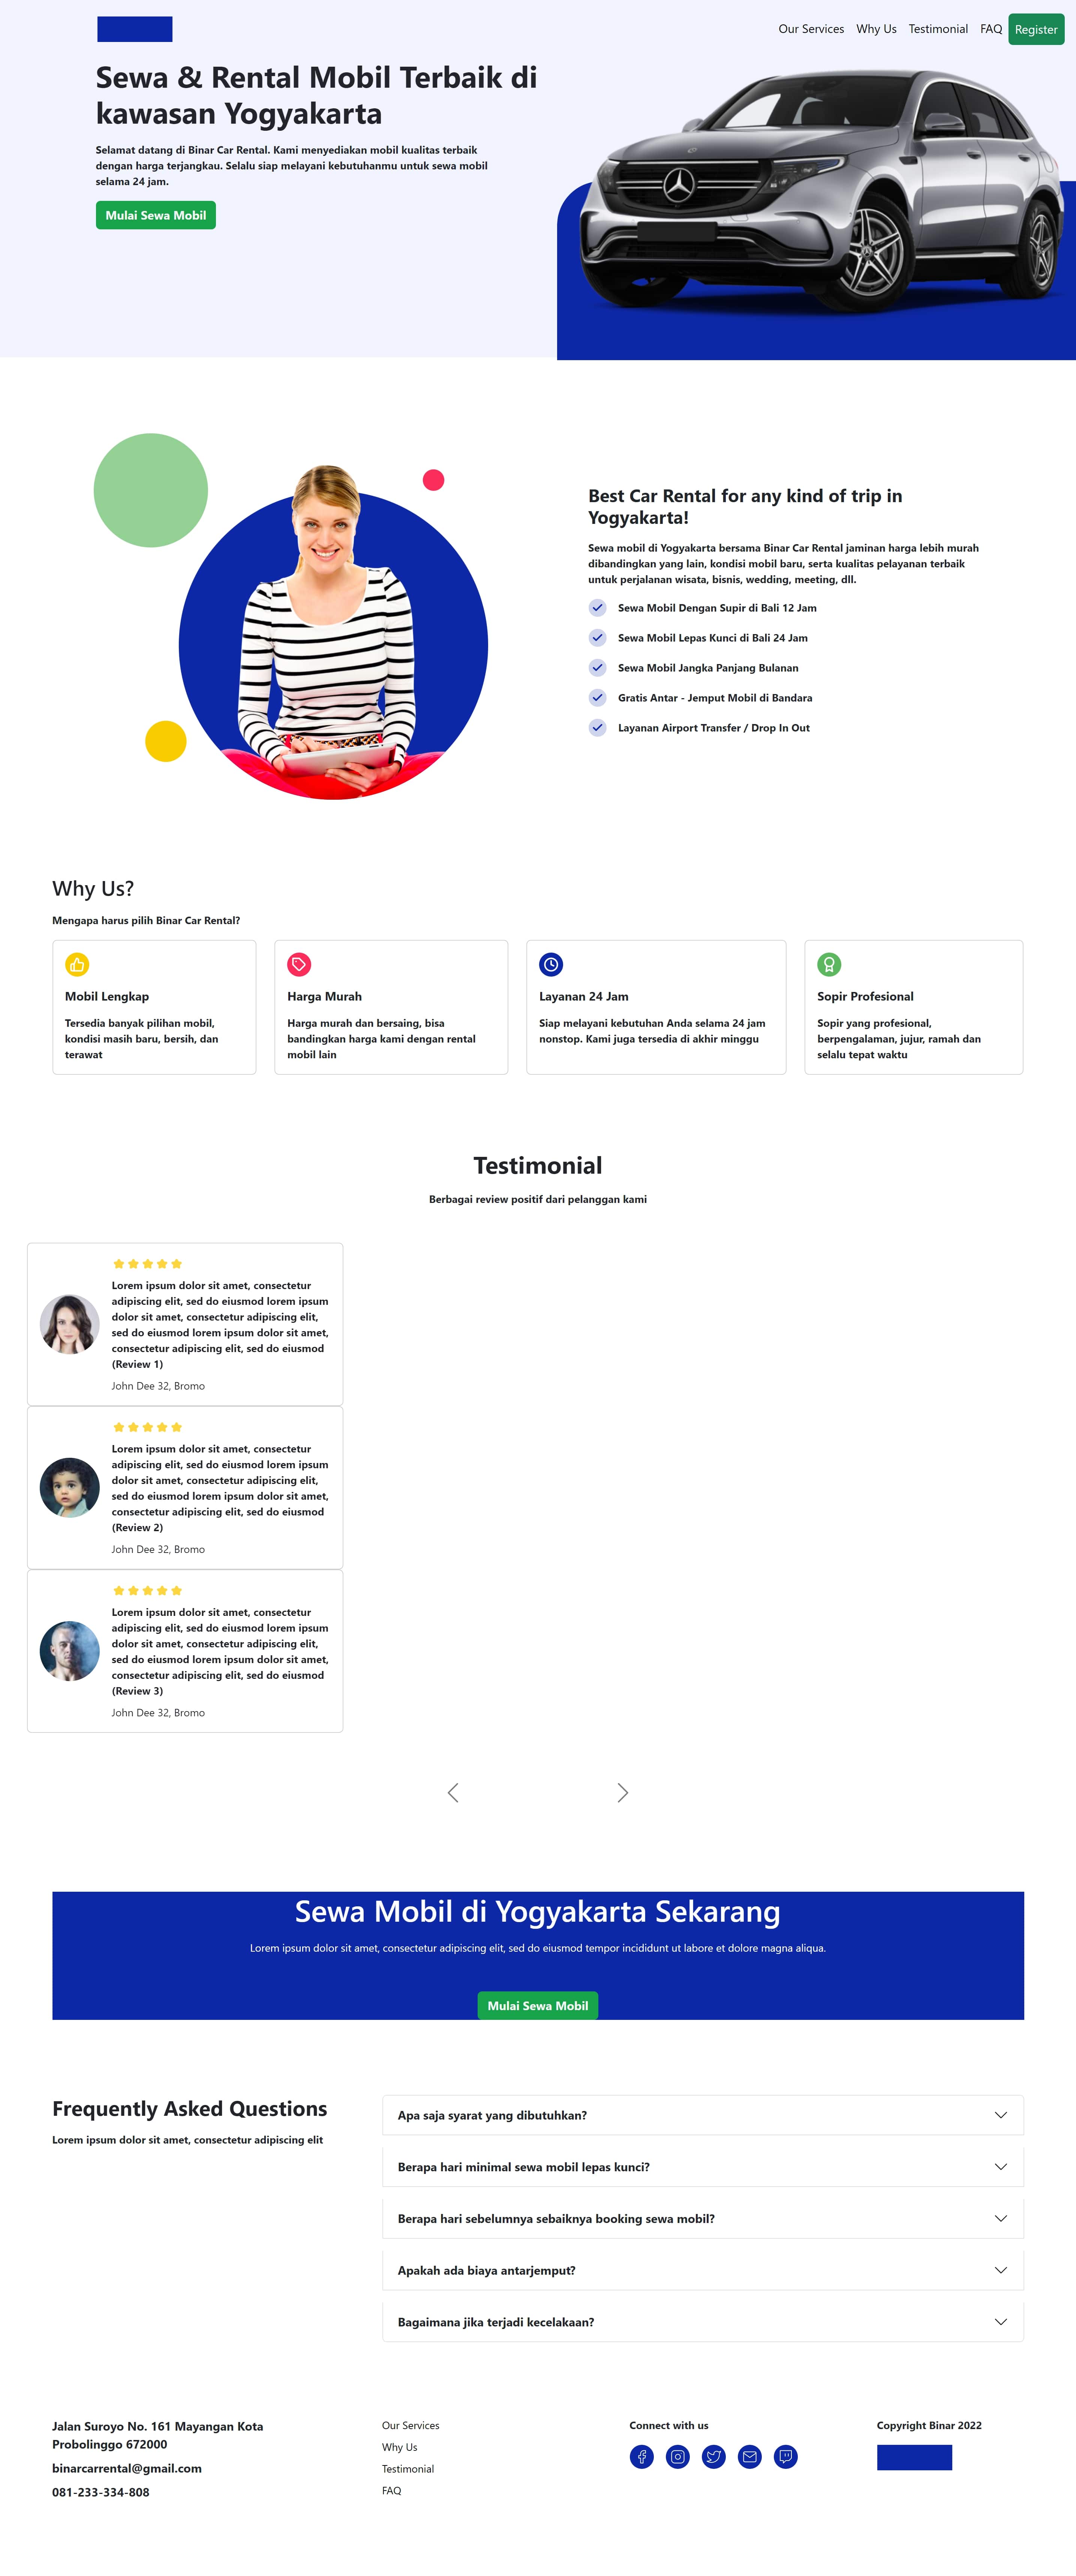 Our Services Why Us Testimonial FAQ Register
Sewa & Rental Mobil Terbaik di
kawasan Yogyakarta
Selamat datang di Binar Car Rental. Kami menyediakan mobil kualitas terbaik
dengan harga terjangkau. Selalu siap melayani kebutuhanmu untuk sewa mobil
selama 24 jam.
Mulai Sewa Mobil
Best Car Rental for any kind of trip in
Yogyakarta!
Sewa mobil di Yogyakarta bersama Binar Car Rental jaminan harga lebih murah
dibandingkan yang lain, kondisi mobil baru, serta kualitas pelayanan terbaik
untuk perjalanan wisata, bisnis, wedding, meeting, dll.
Sewa Mobil Dengan Supir di Bali 12 Jam
Sewa Mobil Lepas Kunci di Bali 24 Jam
Sewa Mobil Jangka Panjang Bulanan
Gratis Antar - Jemput Mobil di Bandara
Layanan Airport Transfer / Drop In Out
Why Us?
Mengapa harus pilih Binar Car Rental?
Mobil Lengkap
Tersedia banyak pilihan mobil,
kondisi masih baru, bersih, dan
terawat
Harga Murah
Harga murah dan bersaing, bisa
bandingkan harga kami dengan rental
mobil lain
Layanan 24 Jam
Siap melayani kebutuhan Anda selama 24 jam
nonstop. Kami juga tersedia di akhir minggu
Sopir Profesional
Sopir yang profesional,
berpengalaman, jujur, ramah dan
selalu tepat waktu
Testimonial
Berbagai review positif dari pelanggan kami
Lorem ipsum dolor sit amet, consectetur
adipiscing elit, sed do eiusmod lorem ipsum
dolor sit amet, consectetur adipiscing elit,
sed do eiusmod lorem ipsum dolor sit amet,
consectetur adipiscing elit, sed do eiusmod
(Review 1)
John Dee 32, Bromo
Lorem ipsum dolor sit amet, consectetur
adipiscing elit, sed do eiusmod lorem ipsum
dolor sit amet, consectetur adipiscing elit,
sed do eiusmod lorem ipsum dolor sit amet,
consectetur adipiscing elit, sed do eiusmod
(Review 2)
John Dee 32, Bromo
Lorem ipsum dolor sit amet, consectetur
adipiscing elit, sed do eiusmod lorem ipsum
dolor sit amet, consectetur adipiscing elit,
sed do eiusmod lorem ipsum dolor sit amet,
consectetur adipiscing elit, sed do eiusmod
(Review 3)
John Dee 32, Bromo
Sewa Mobil di Yogyakarta Sekarang
Lorem ipsum dolor sit amet, consectetur adipiscing elit, sed do eiusmod tempor incididunt ut labore et dolore magna aliqua.
Mulai Sewa Mobil
Frequently Asked Questions
Lorem ipsum dolor sit amet, consectetur adipiscing elit
Apa saja syarat yang dibutuhkan?
Berapa hari minimal sewa mobil lepas kunci?
Berapa hari sebelumnya sebaiknya booking sewa mobil?
Apakah ada biaya antarjemput?
Bagaimana jika terjadi kecelakaan?
Jalan Suroyo No. 161 Mayangan Kota
Probolinggo 672000
binarcarrental@gmail.com
081-233-334-808
Our Services
Why Us
Testimonial
FAQ
Connect with us
Copyright Binar 2022